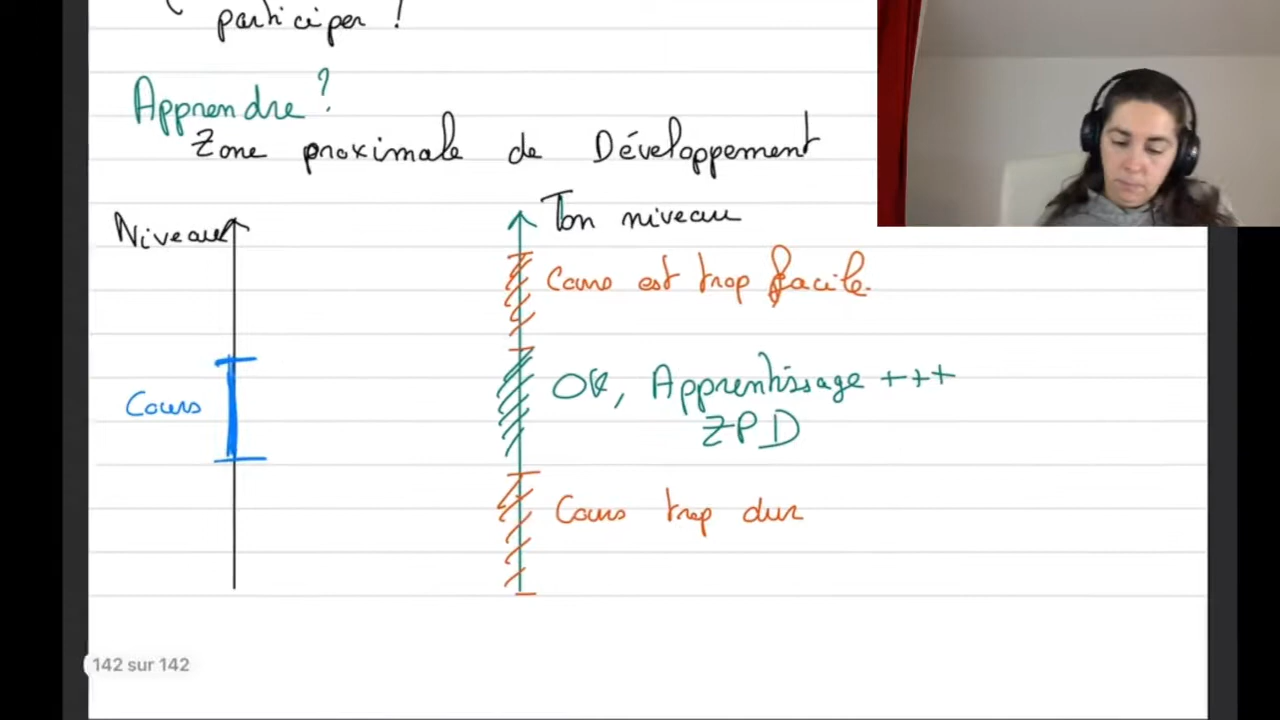 participer !
Apprendre ?
Zone proximale de Développement
Niveau
Ton niveau
Cours est trop facile.
OK, Apprentissage +++
ZPD
Cours
Cours trop dur
142 sur 142